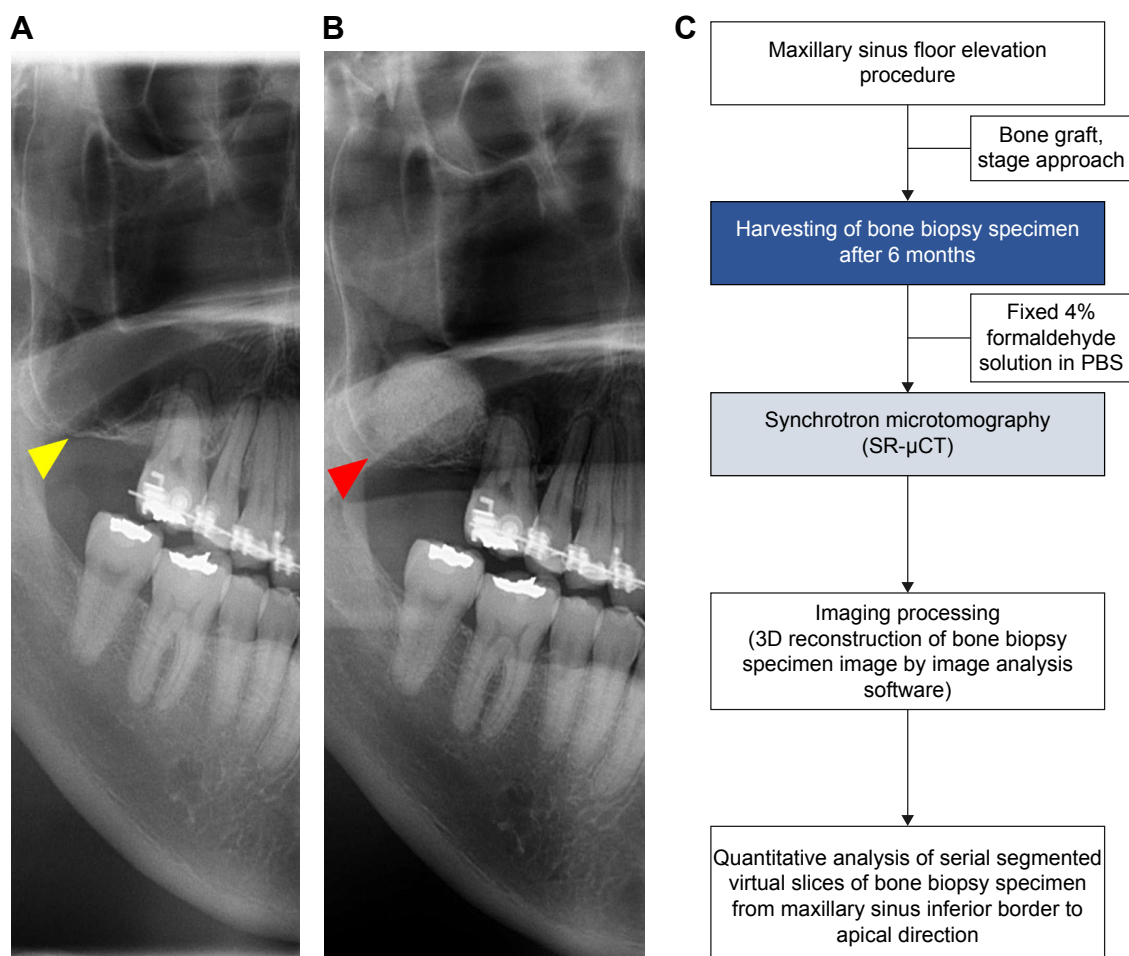 A
B
C
Maxillary sinus floor elevation
procedure
Bone graft,
stage approach
Harvesting of bone biopsy specimen
after 6 months
Fixed 4%
formaldehyde
solution in PBS
Synchrotron microtomography
(SR-µCT)
Imaging processing
(3D reconstruction of bone biopsy
specimen image by image analysis
software)
Quantitative analysis of serial segmented
virtual slices of bone biopsy specimen
from maxillary sinus inferior border to
apical direction